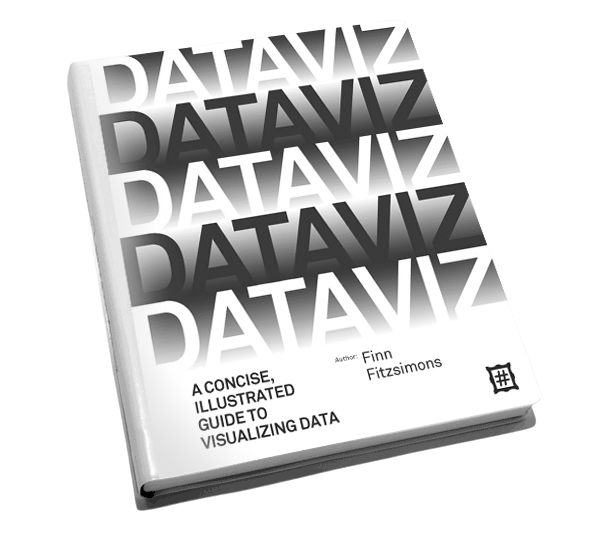 DATAVIZ
DATAVIZ
DATAVIZ
DATAVIZ
DATAVIZ
A CONCISE,
ILLUSTRATED
GUIDE TO
VISUALIZING DATA
Author: Finn
Fitzsimons
#